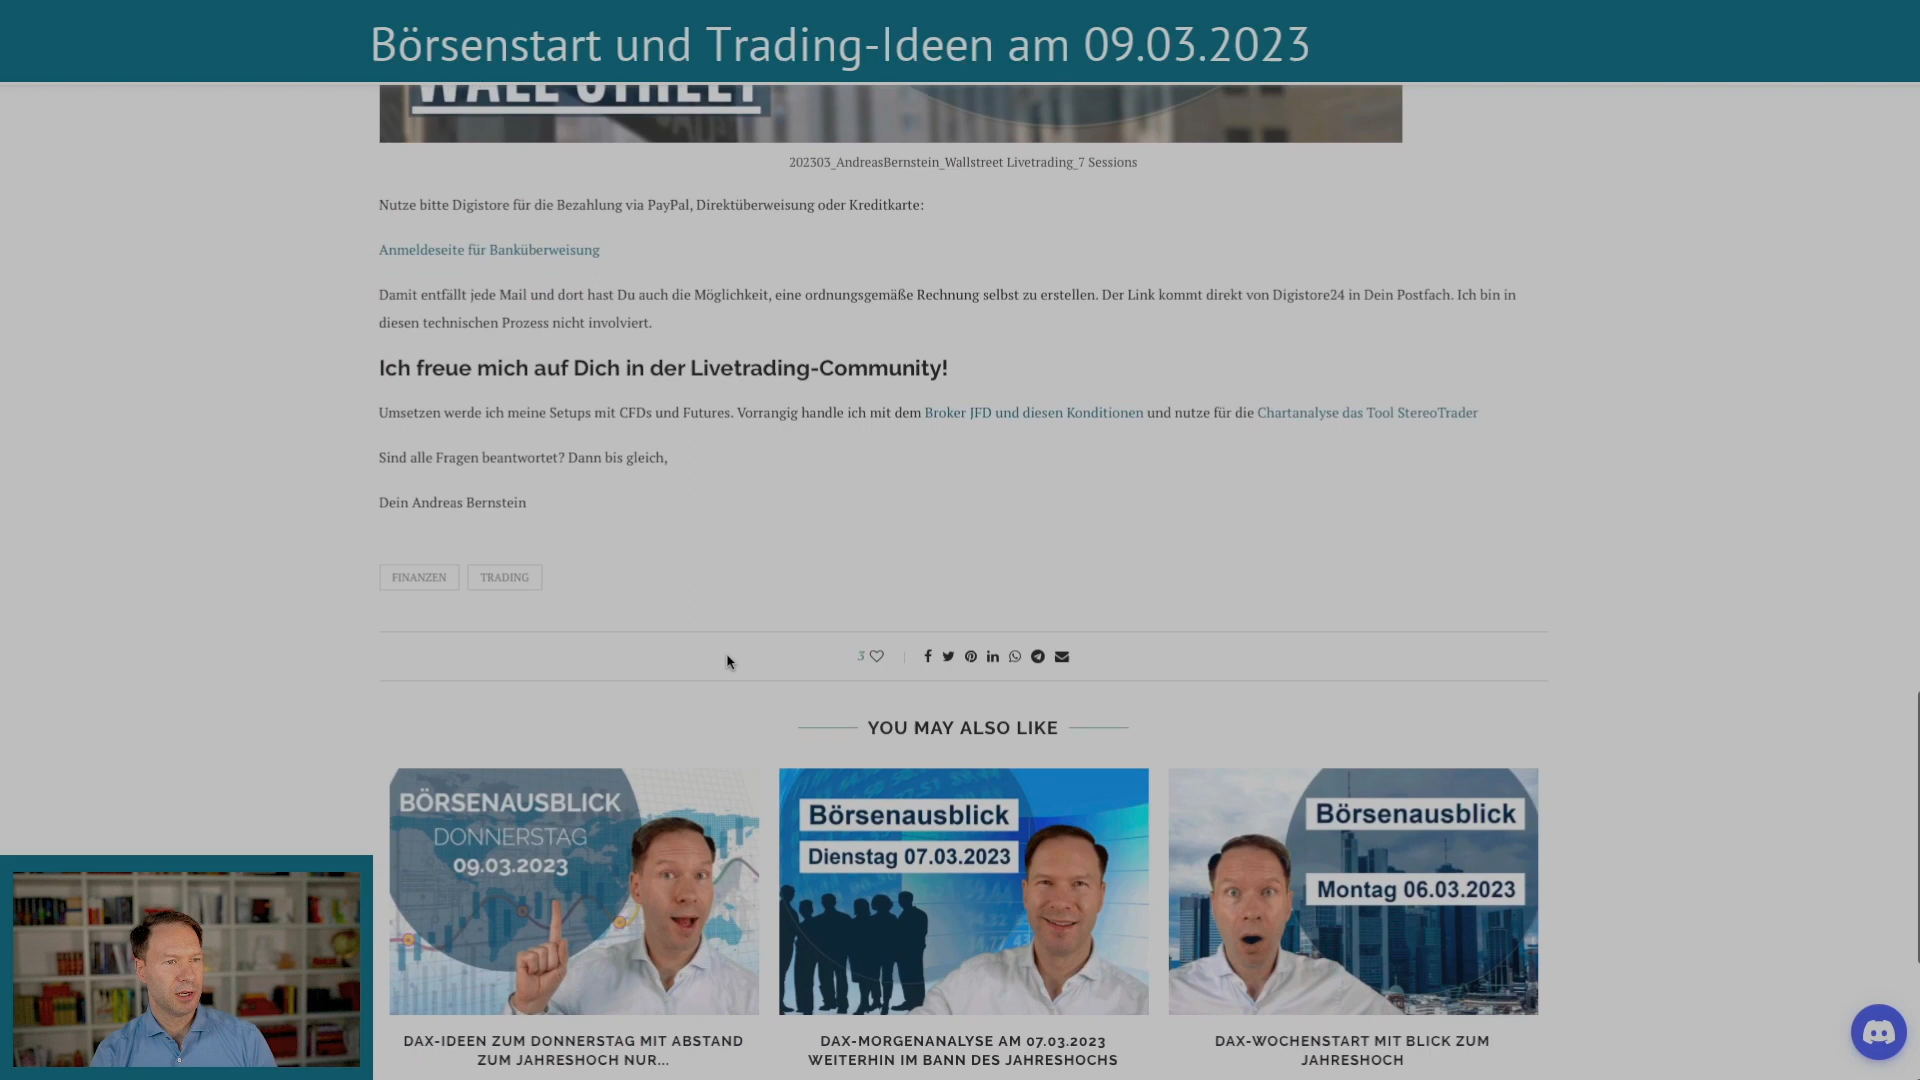 Börsenstart und Trading-Ideen am 09.03.2023
WALL STREET
202303_AndreasBernstein_Wallstreet Livetrading_7 Sessions
Nutze bitte Digistore für die Bezahlung via PayPal, Direktüberweisung oder Kreditkarte:
Anmeldeseite für Banküberweisung
Damit entfällt jede Mail und dort hast Du auch die Möglichkeit, eine ordnungsgemäße Rechnung selbst zu erstellen. Der Link kommt direkt von Digistore24 in Dein Postfach. Ich bin in
diesen technischen Prozess nicht involviert.
Ich freue mich auf Dich in der Livetrading-Community!
Umsetzen werde ich meine Setups mit CFDs und Futures. Vorrangig handle ich mit dem Broker JFD und diesen Konditionen und nutze für die Chartanalyse das Tool StereoTrader
Sind alle Fragen beantwortet? Dann bis gleich,
Dein Andreas Bernstein
FINANZEN TRADING
3
YOU MAY ALSO LIKE
BÖRSENAUSBLICK
DONNERSTAG
09.03.2023
Börsenausblick
Dienstag 07.03.2023
Börsenausblick
Montag 06.03.2023
DAX-IDEEN ZUM DONNERSTAG MIT ABSTAND
ZUM JAHRESHOCH NUR...
DAX-MORGENANALYSE AM 07.03.2023
WEITERHIN IM BANN DES JAHRESHOCHS
DAX-WOCHENSTART MIT BLICK ZUM
JAHRESHOCH